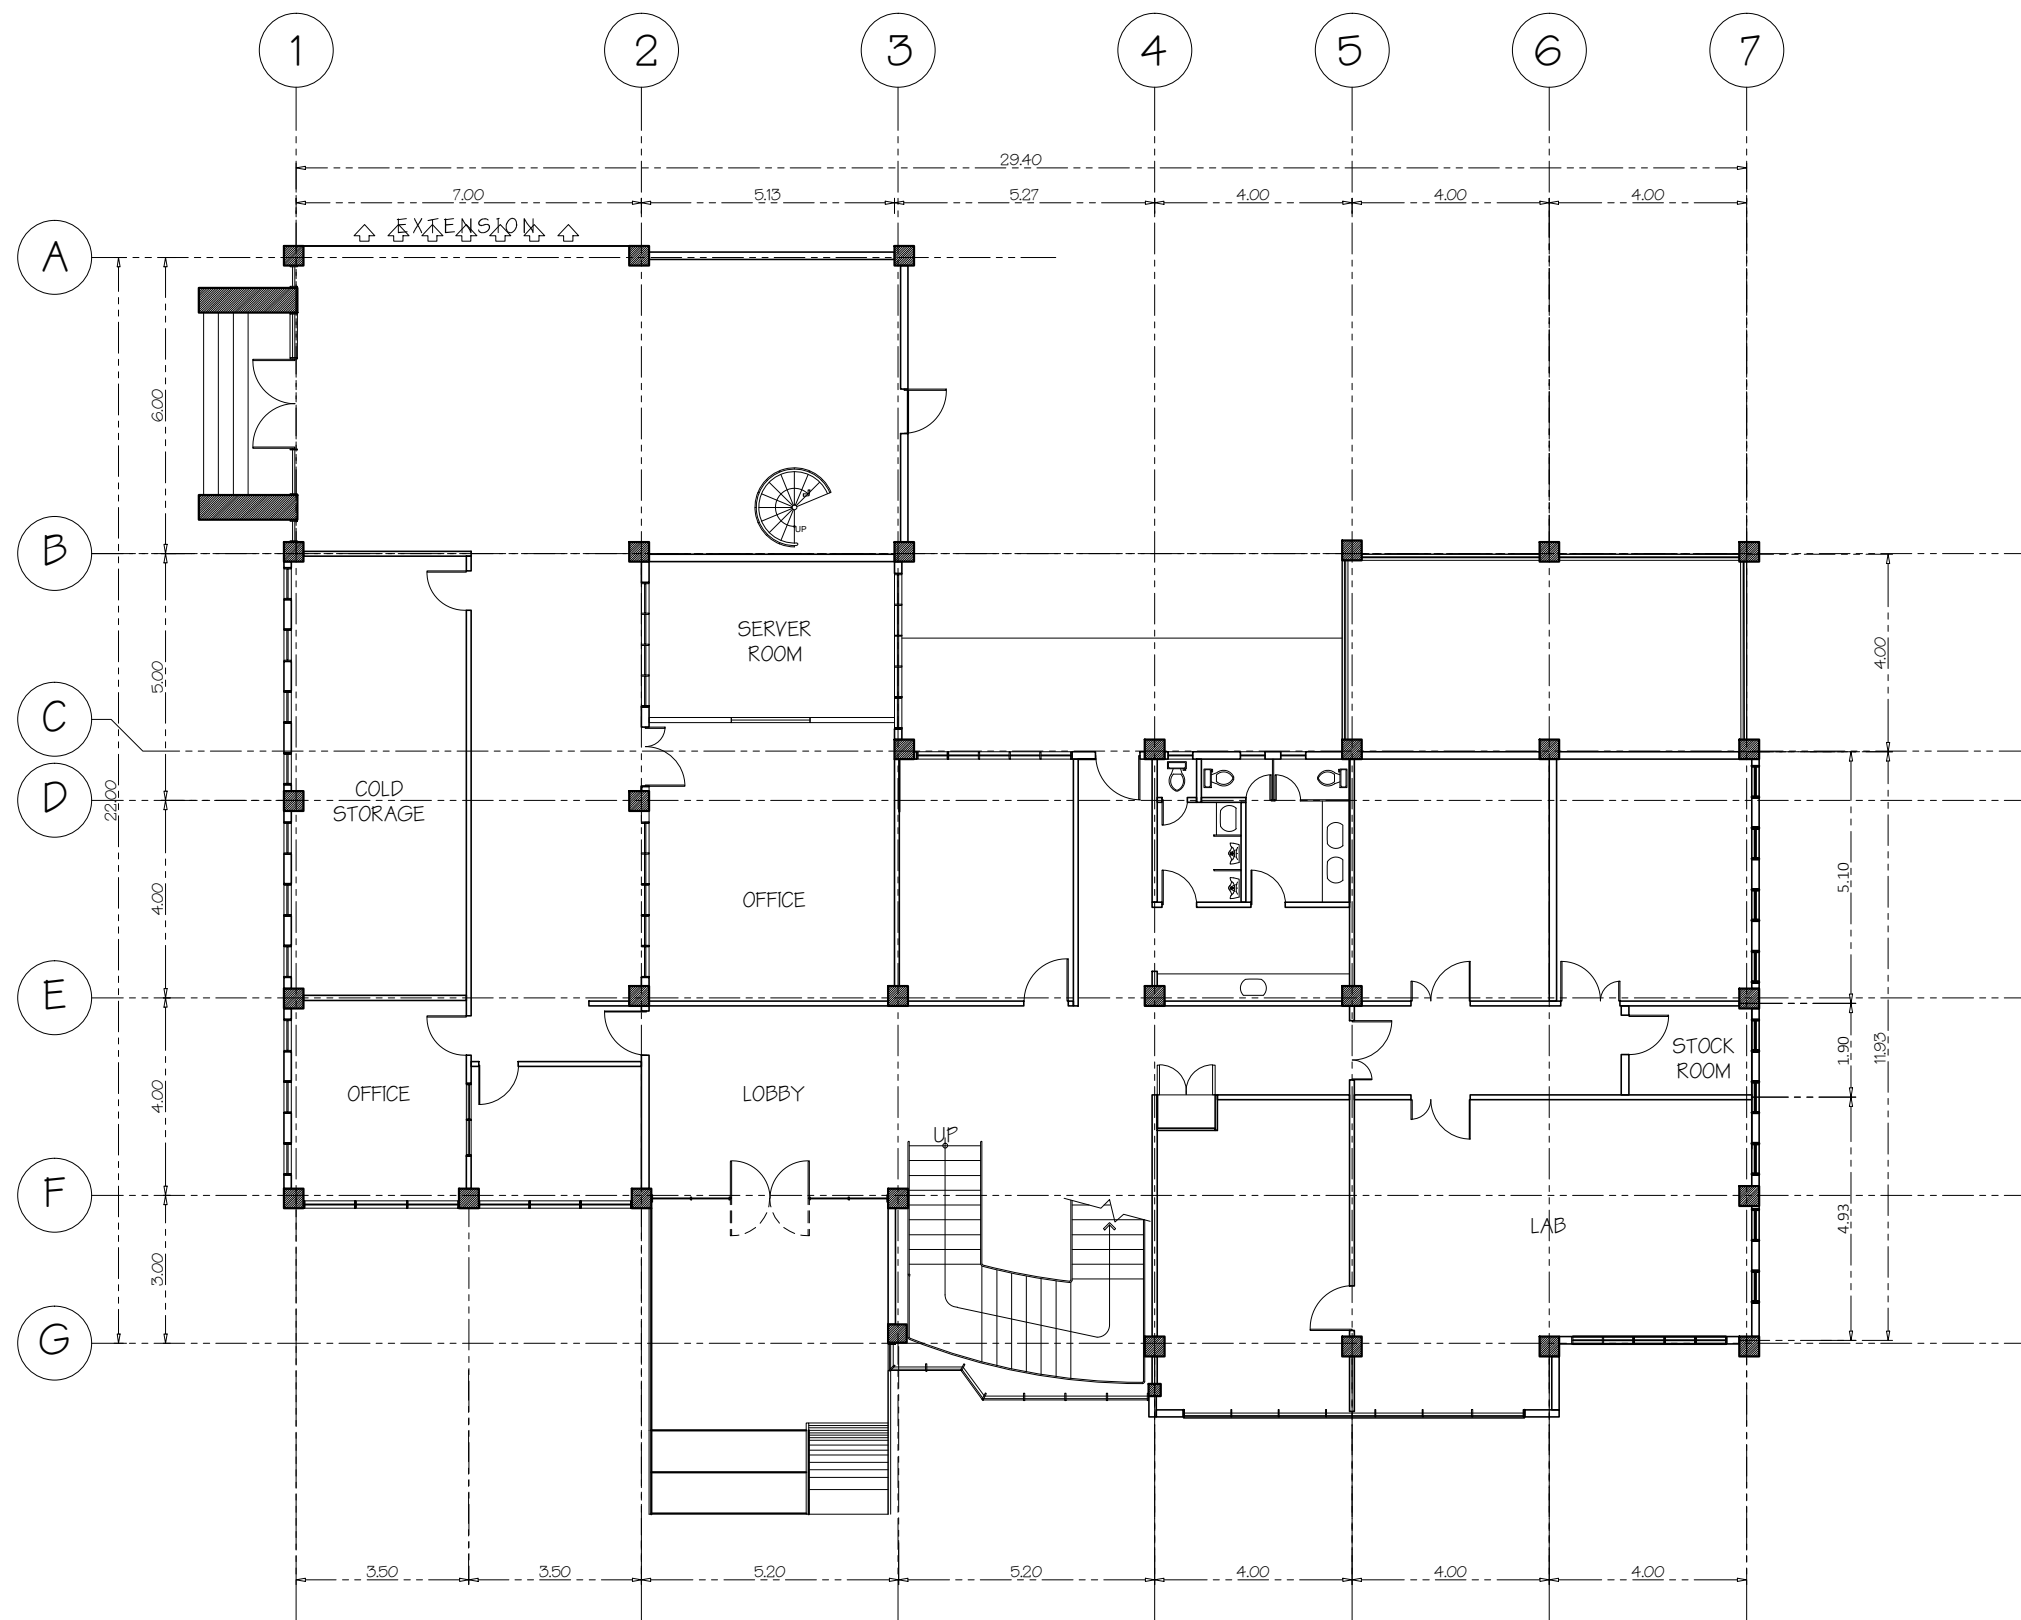 1 2 3 4 5 6 7
29.40
7.00 5.13 5.27 4.00 4.00 4.00
EXTENSION
A
6.00
UP
B
SERVER
ROOM
5.00
4.00
C
COLD
STORAGE
D
22.00
OFFICE
4.00
5.10
E
STOCK
ROOM
1.90
11.93
OFFICE
LOBBY
4.00
UP
F
LAB
4.93
3.00
G
3.50 3.50 5.20 5.20 4.00 4.00 4.00